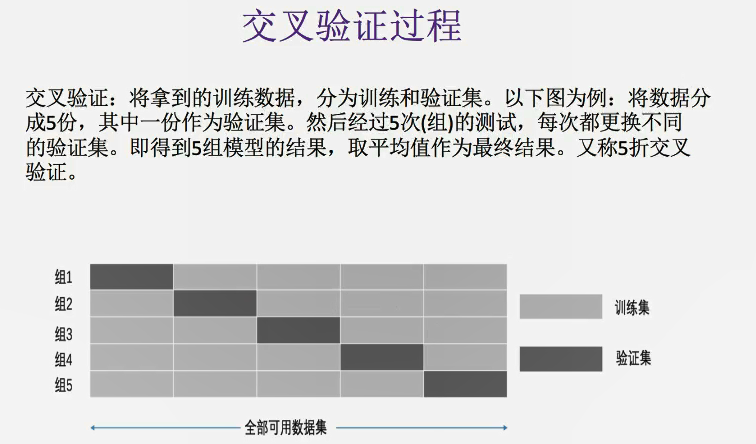 交叉验证过程
交叉验证：将拿到的训练数据，分为训练和验证集。以下图为例：将数据分
成5份，其中一份作为验证集。然后经过5次(组)的测试，每次都更换不同
的验证集。即得到5组模型的结果，取平均值作为最终结果。又称5折交叉
验证。
组1
组2
组3
组4
组5
训练集
验证集
全部可用数据集